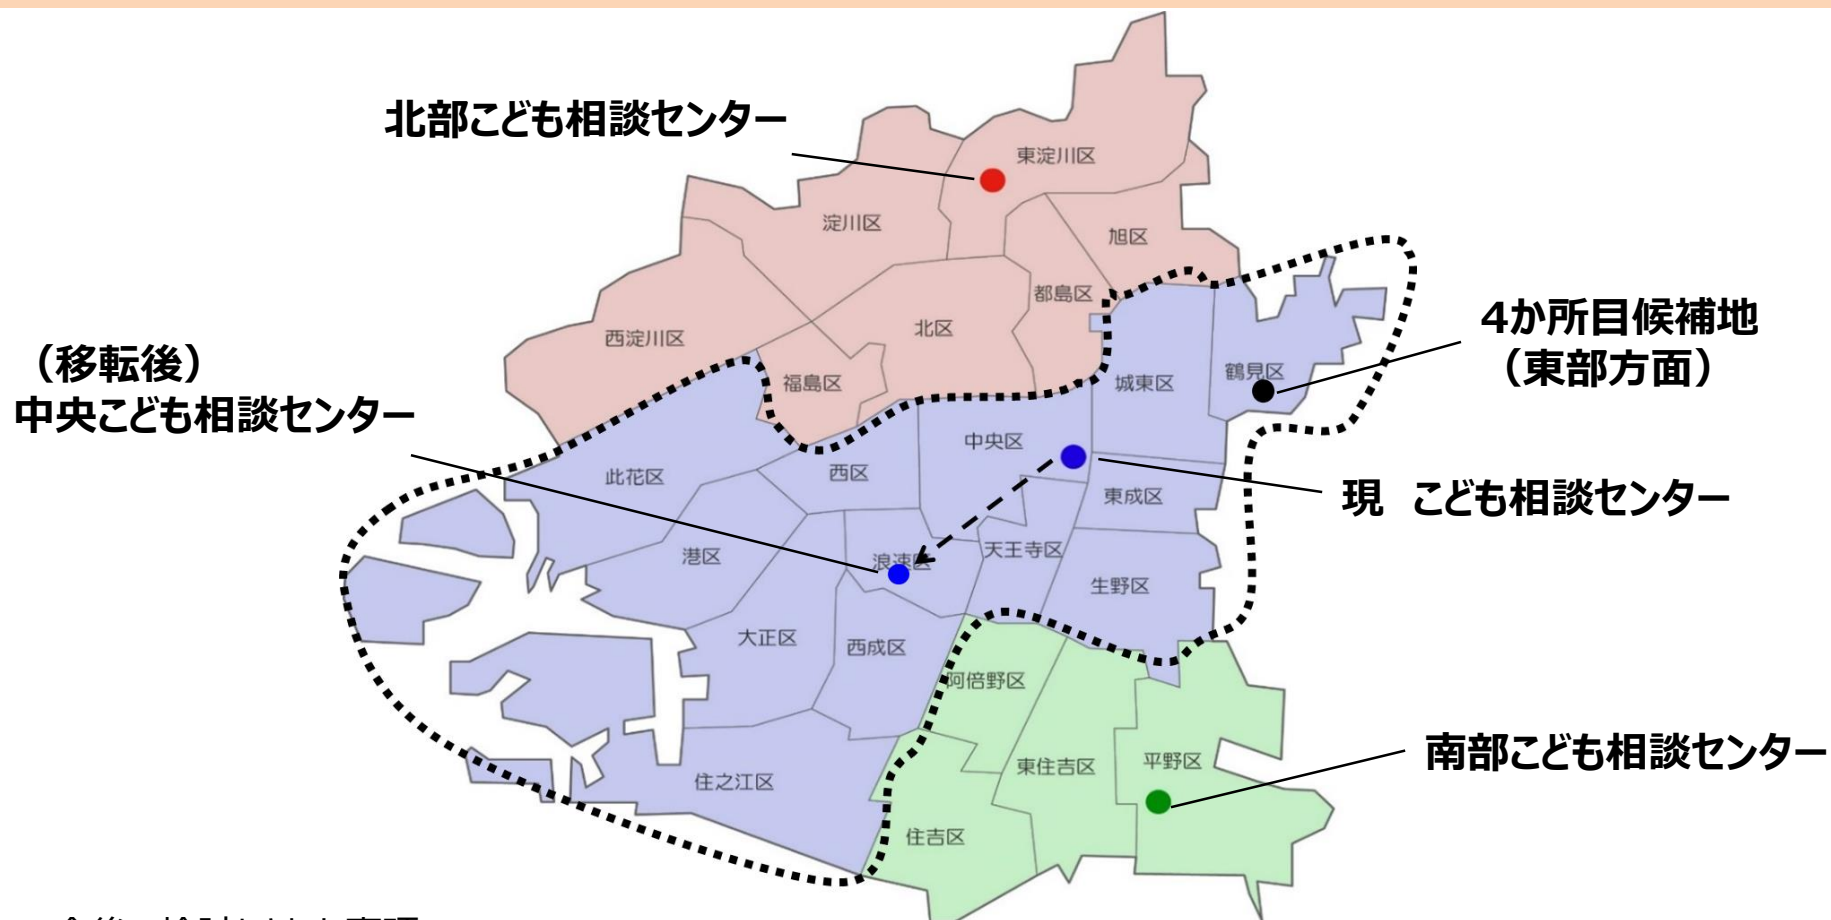 北部こども相談センター
東淀川区
淀川区
旭区
都島区
北区
西淀川区
福島区
4か所目候補地
（東部方面）
鶴見区
城東区
（移転後）
中央こども相談センター
中央区
西区
此花区
東成区
現　こども相談センター
港区
浪速区
天王寺区
生野区
大正区
西成区
阿倍野区
南部こども相談センター
平野区
東住吉区
住之江区
住吉区